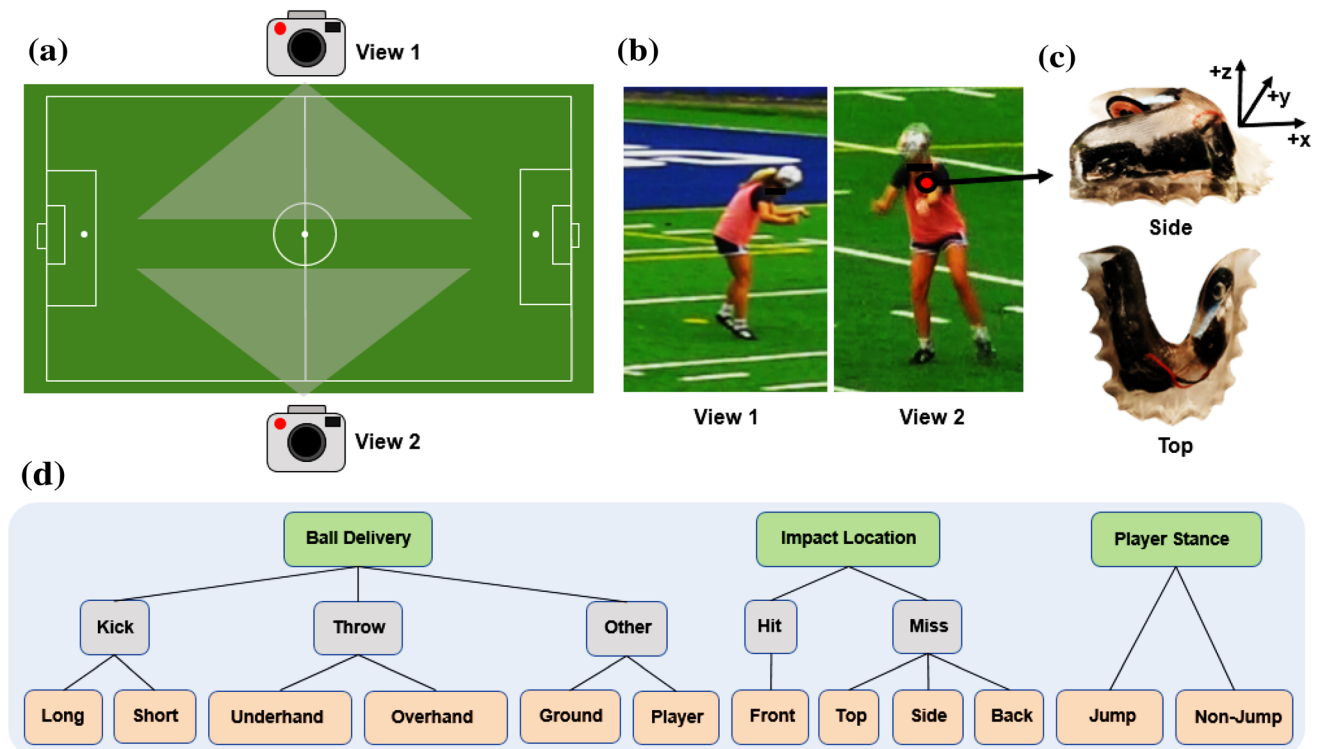 (a)
View 1
View 2
(b)
View 1
View 2
(c)
+z
+y
+x
Side
Top
(d)
Ball Delivery
Impact Location
Player Stance
Kick
Throw
Other
Hit
Miss
Long
Short
Underhand
Overhand
Ground
Player
Front
Top
Side
Back
Jump
Non-Jump